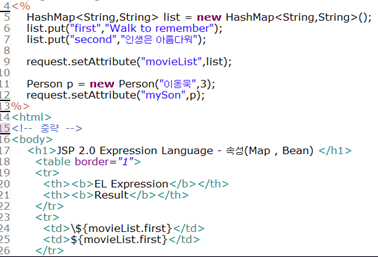 4 <%
5 HashMap<String,String> list = new HashMap<String,String>();
6 list.put("first","Walk to remember");
7 list.put("second","인생은 아름다워");
8
9 request.setAttribute("movieList",list);
10
11 Person p = new Person("이동욱",3);
12 request.setAttribute("mySon",p);
13 %>
14 <html>
15 <!-- 중략 -->
16 <body>
17 <h1>JSP 2.0 Expression Language - 속성(Map , Bean) </h1>
18 <table border="1">
19 <tr>
20 <th><b>EL Expression</b></th>
21 <th><b>Result</b></th>
22 </tr>
23 <tr>
24 <td>\${movieList.first}</td>
25 <td>${movieList.first}</td>
26 </tr>